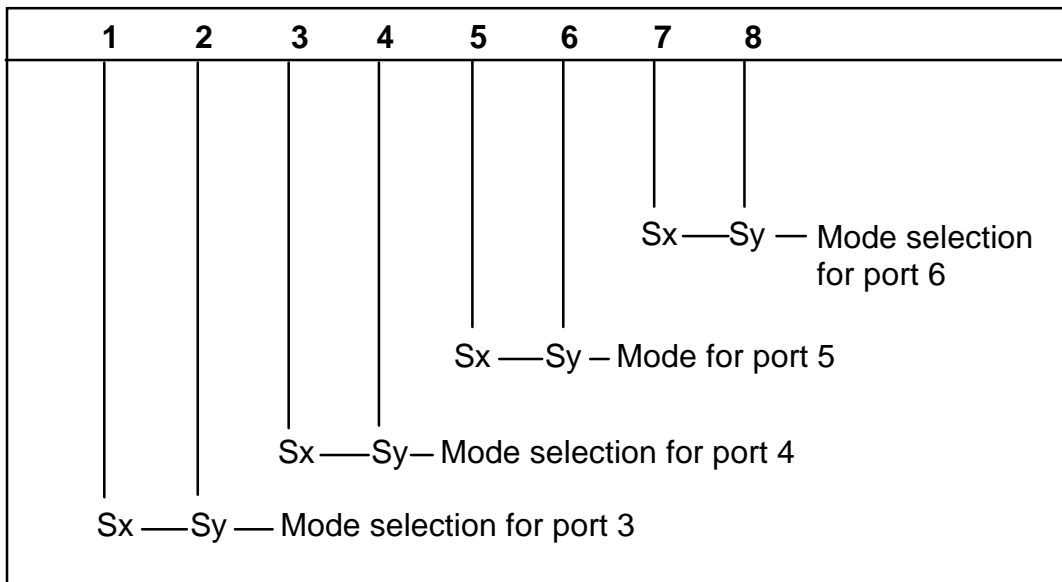 1 2 3 4 5 6 7 8
Sx Sy Mode selection
for port 6
Sx Sy Mode for port 5
Sx Sy Mode selection for port 4
Sx Sy Mode selection for port 3